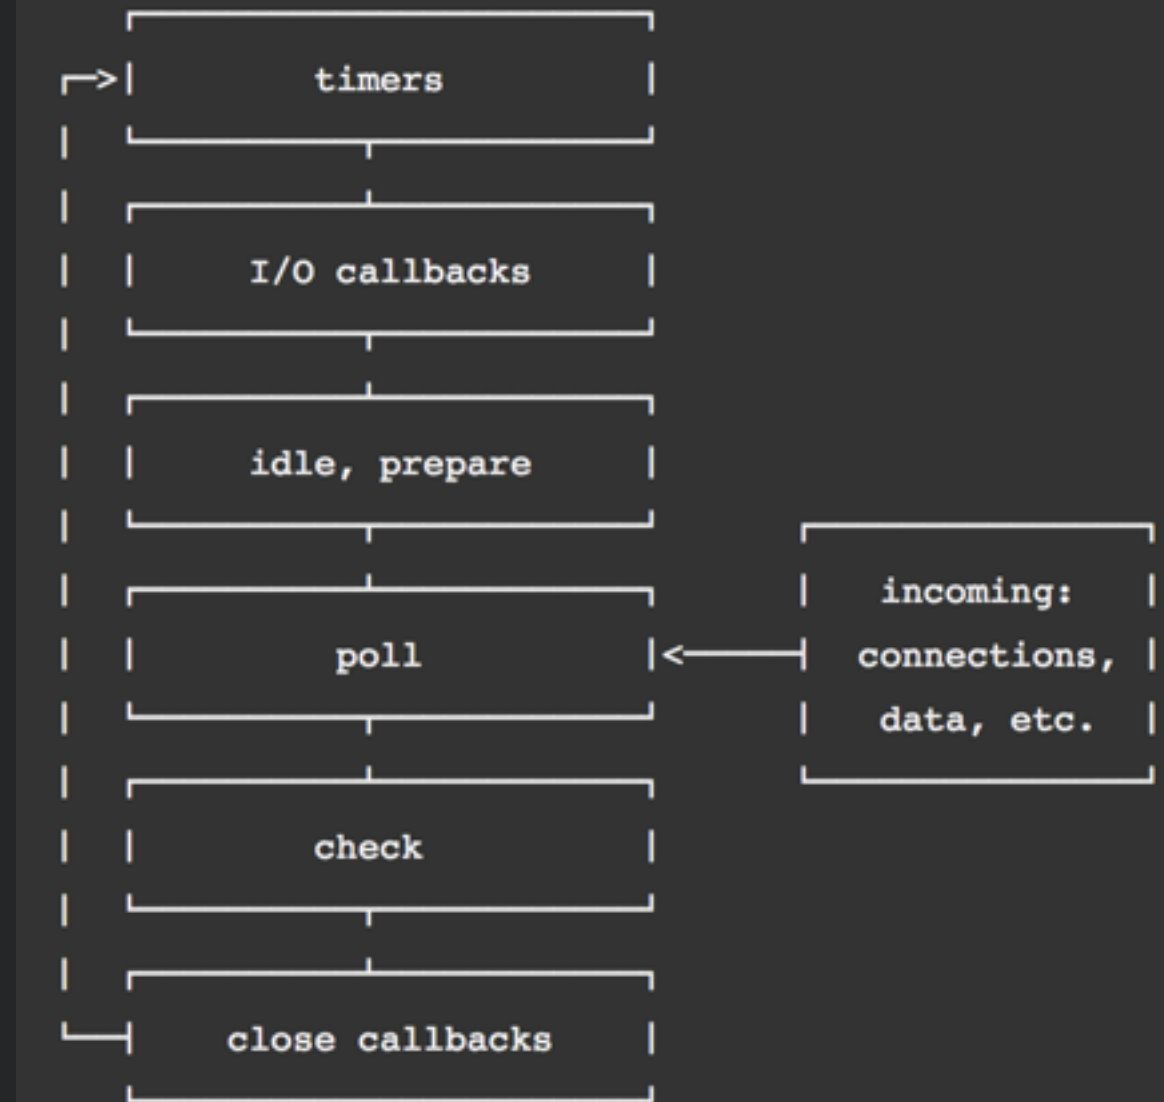 timers
I/O callbacks
idle, prepare
incoming:
poll
connections,
data, etc.
check
close callbacks